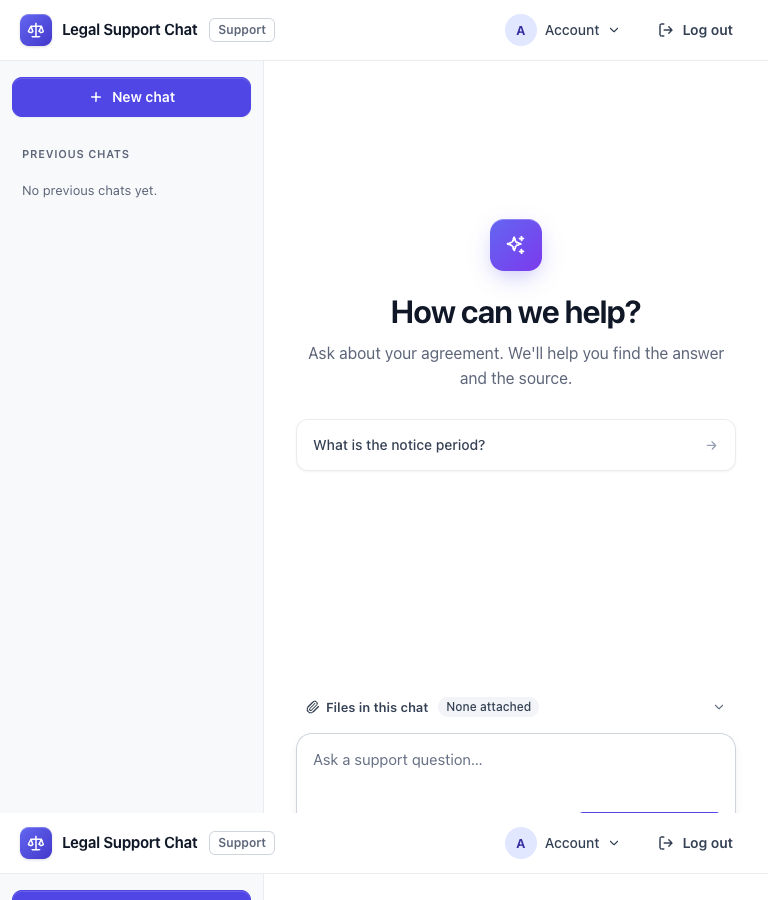 Legal Support Chat
Support
A
Account
Log out
New chat
PREVIOUS CHATS
No previous chats yet.
How can we help?
Ask about your agreement. We'll help you find the answer
and the source.
What is the notice period?
Files in this chat
None attached
Ask a support question...
Legal Support Chat
Support
A
Account
Log out